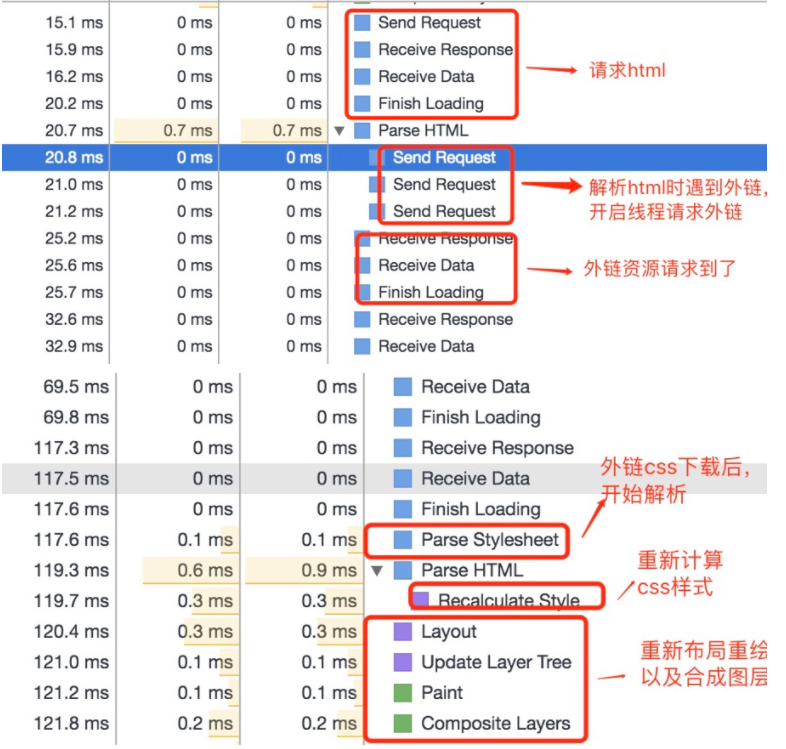 15.1 ms 0 ms 0 ms Send Request
15.9 ms 0 ms 0 ms Receive Response
请求html
16.2 ms 0 ms 0 ms Receive Data
20.2 ms 0 ms 0 ms Finish Loading
20.7 ms 0.7 ms 0.7 ms ▼ Parse HTML
20.8 ms 0 ms 0 ms Send Request
21.0 ms 0 ms 0 ms Send Request
解析html时遇到外链,
21.2 ms 0 ms 0 ms Send Request
开启线程请求外链
25.2 ms 0 ms 0 ms Receive Response
25.6 ms 0 ms 0 ms Receive Data
外链资源请求到了
25.7 ms 0 ms 0 ms Finish Loading
32.6 ms 0 ms 0 ms Receive Response
32.9 ms 0 ms 0 ms Receive Data
69.5 ms 0 ms 0 ms Receive Data
69.8 ms 0 ms 0 ms Finish Loading
117.3 ms 0 ms 0 ms Receive Response
外链css下载后,
117.5 ms 0 ms 0 ms Receive Data
开始解析
117.6 ms 0 ms 0 ms Finish Loading
117.6 ms 0.1 ms 0.1 ms Parse Stylesheet
重新计算
119.3 ms 0.6 ms 0.9 ms ▼ Parse HTML
css样式
119.7 ms 0.3 ms 0.3 ms Recalculate Style
120.4 ms 0.3 ms 0.3 ms Layout
重新布局重绘
121.0 ms 0.1 ms 0.1 ms Update Layer Tree
以及合成图层
121.2 ms 0.1 ms 0.1 ms Paint
121.8 ms 0.2 ms 0.2 ms Composite Layers